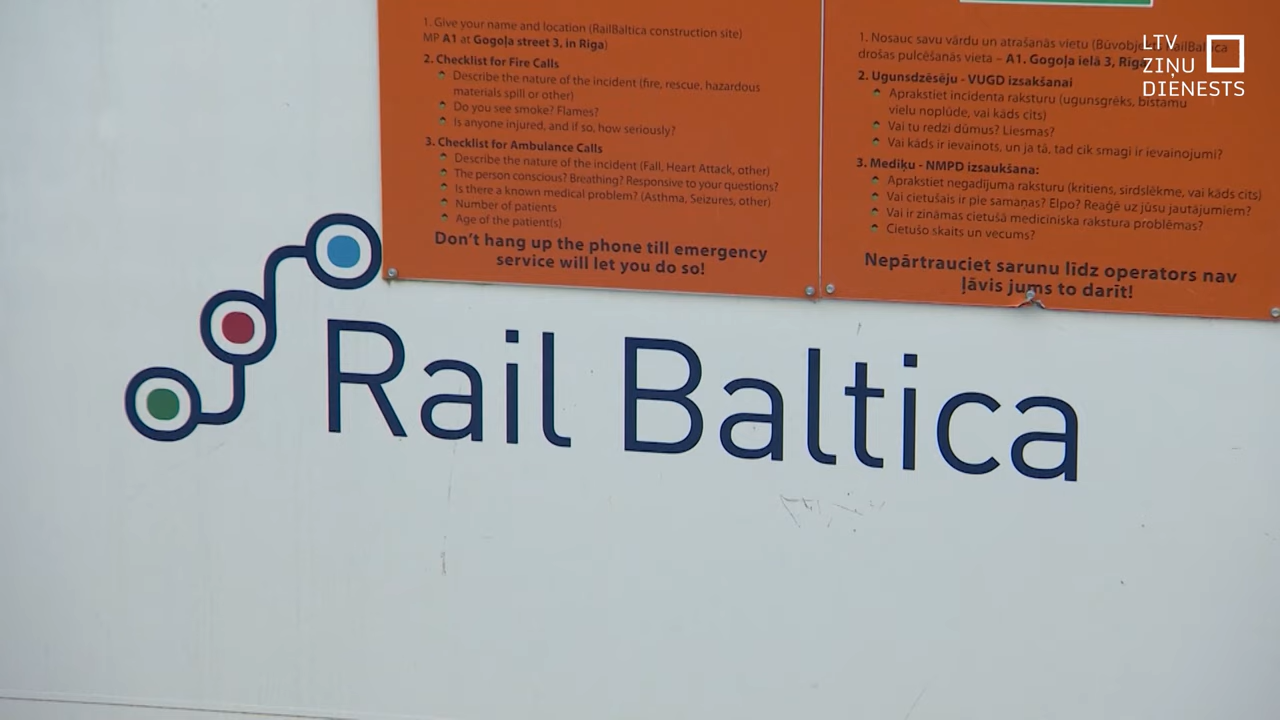 1. Give your name and location (RailBaltica construction site)
MP A1 at Gogoļa street 3, in Riga)
2. Checklist for Fire Calls
Describe the nature of the incident (fire, rescue, hazardous
materials spill or other)
Do you see smoke? Flames?
Is anyone injured, and if so, how seriously?
3. Checklist for Ambulance Calls
Describe the nature of the incident (Fall, Heart Attack, other)
The person conscious? Breathing? Responsive to your questions?
Is there a known medical problem? (Asthma, Seizures, other)
Number of patients
Age of the patient(s)
Don't hang up the phone till emergency
service will let you do so!
1. Nosauc savu vārdu un atrašanās vietu
drošas pulcēšanās vieta – A1. Gogoļa ielā 3, Rīga
2. Ugunsdzēsēju - VUGD izsakšanai
Aprakstiet incidenta raksturu (ugunsgrēks, bīstamu
vielu noplūde, vai kāds cits)
Vai tu redzi dūmus? Liesmas?
Vai kāds ir ievainots, un ja tā, tad cik smagi ir ievainojumi?
3. Mediķu - NMPD izsaukšana:
Aprakstiet negadījuma raksturu (kritiens, sirdslēkme, vai kāds cits)
Vai cietušais ir pie samaņas? Elpo? Reaģē uz jūsu jautājumiem?
Vai ir zināmas cietušā medicīniska rakstura problēmas?
Cietušo skaits un vecums?
Nepārtrauciet sarunu līdz operators nav
ļāvis jums to darīt!
LTV
ZIŅU
DIENESTS
Rail Baltica